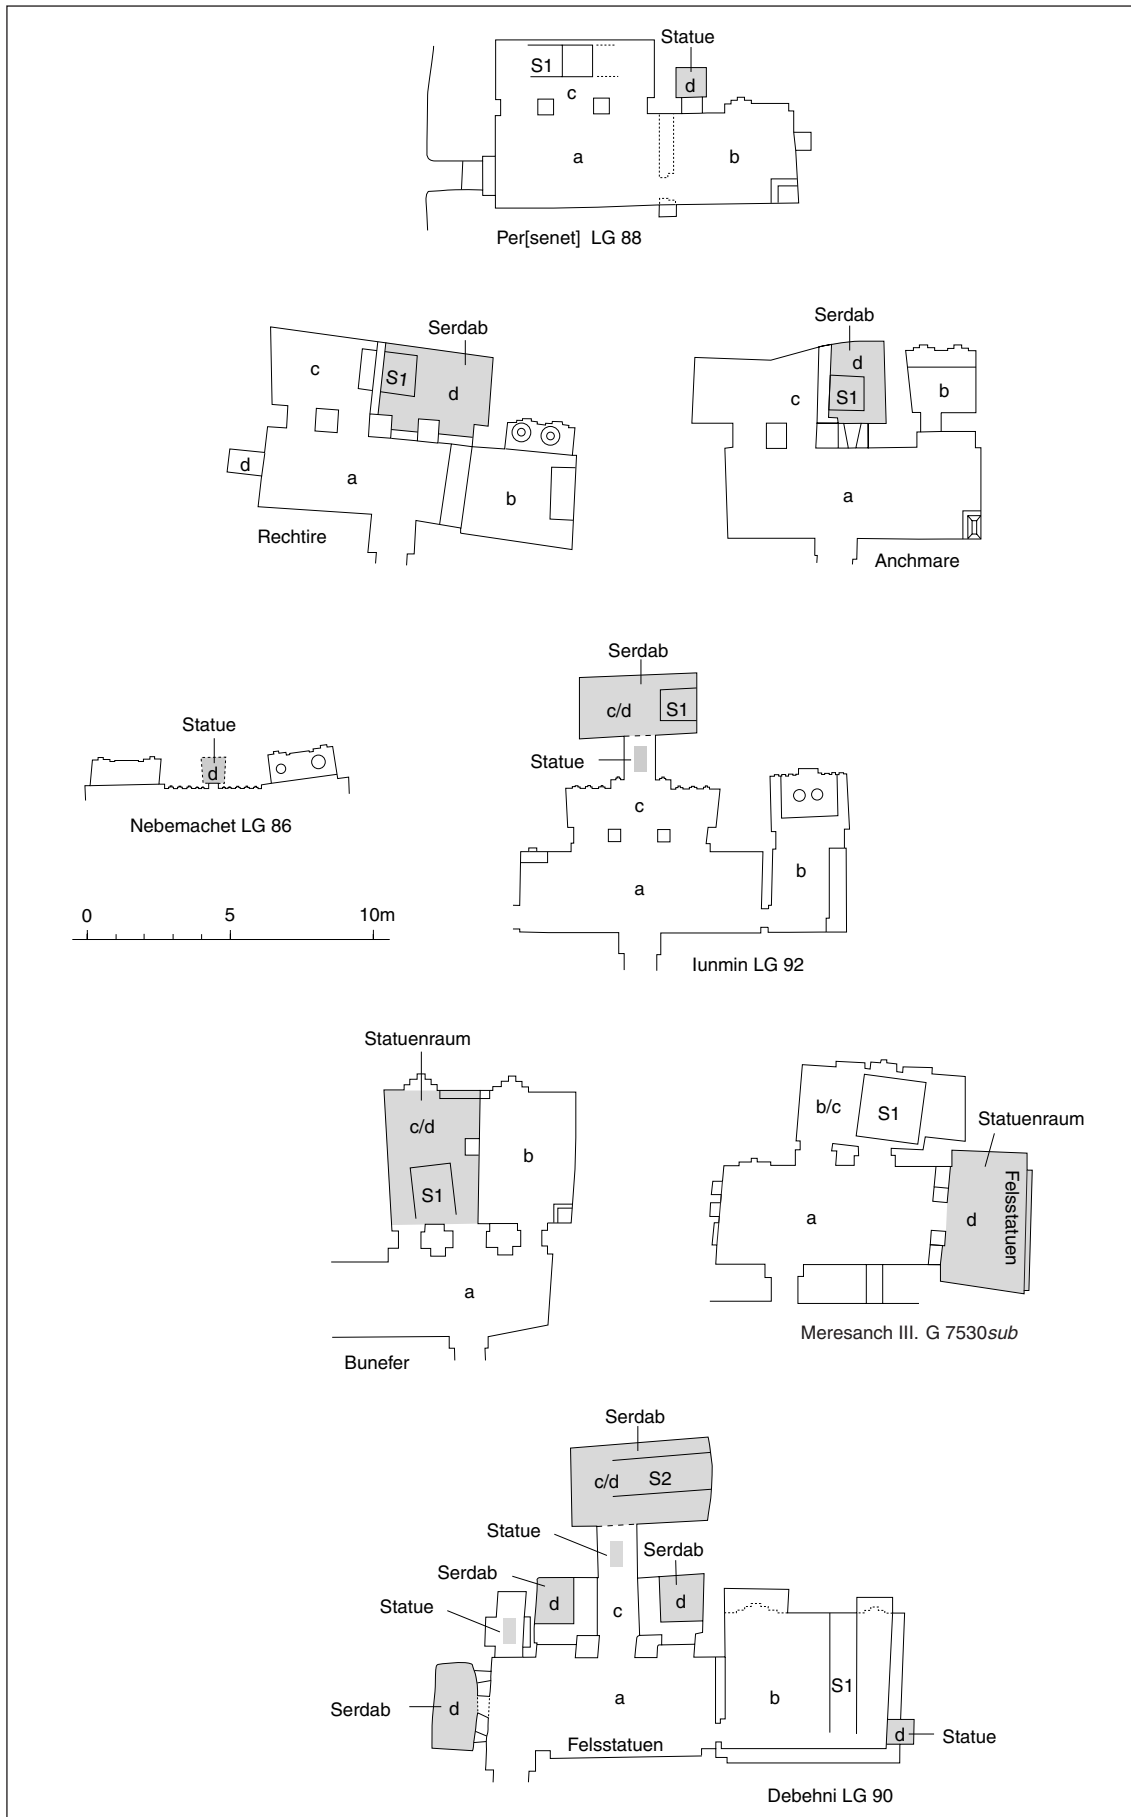 Statue
S1
d
c
a
b
Per[senet] LG 88
Serdab
c
S1
d
d
a
b
Rechtire
Serdab
d
c
S1
b
a
Anchmare
Statue
d
Nebemachet LG 86
0 5 10m
Serdab
c/d S1
Statue
c
b
a
Iunmin LG 92
Statuenraum
c/d
b
S1
a
Bunefer
b/c S1
Statuenraum
a
d
Felsstatuen
Meresanch III. G 7530sub
Serdab
c/d S2
Statue
Serdab
Serdab
d
d
Statue
c
a
b
S1
d
Serdab
d
Statue
Felsstatuen
Debehni LG 90